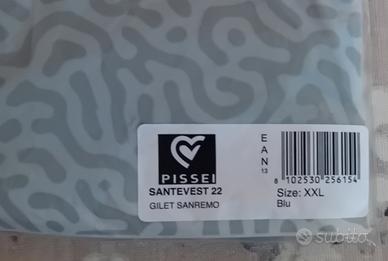 PISSEI
SANTEVEST 22
GILET SANREMO
EAN
13
8 102530 256154
Size: XXL
Blu
subito